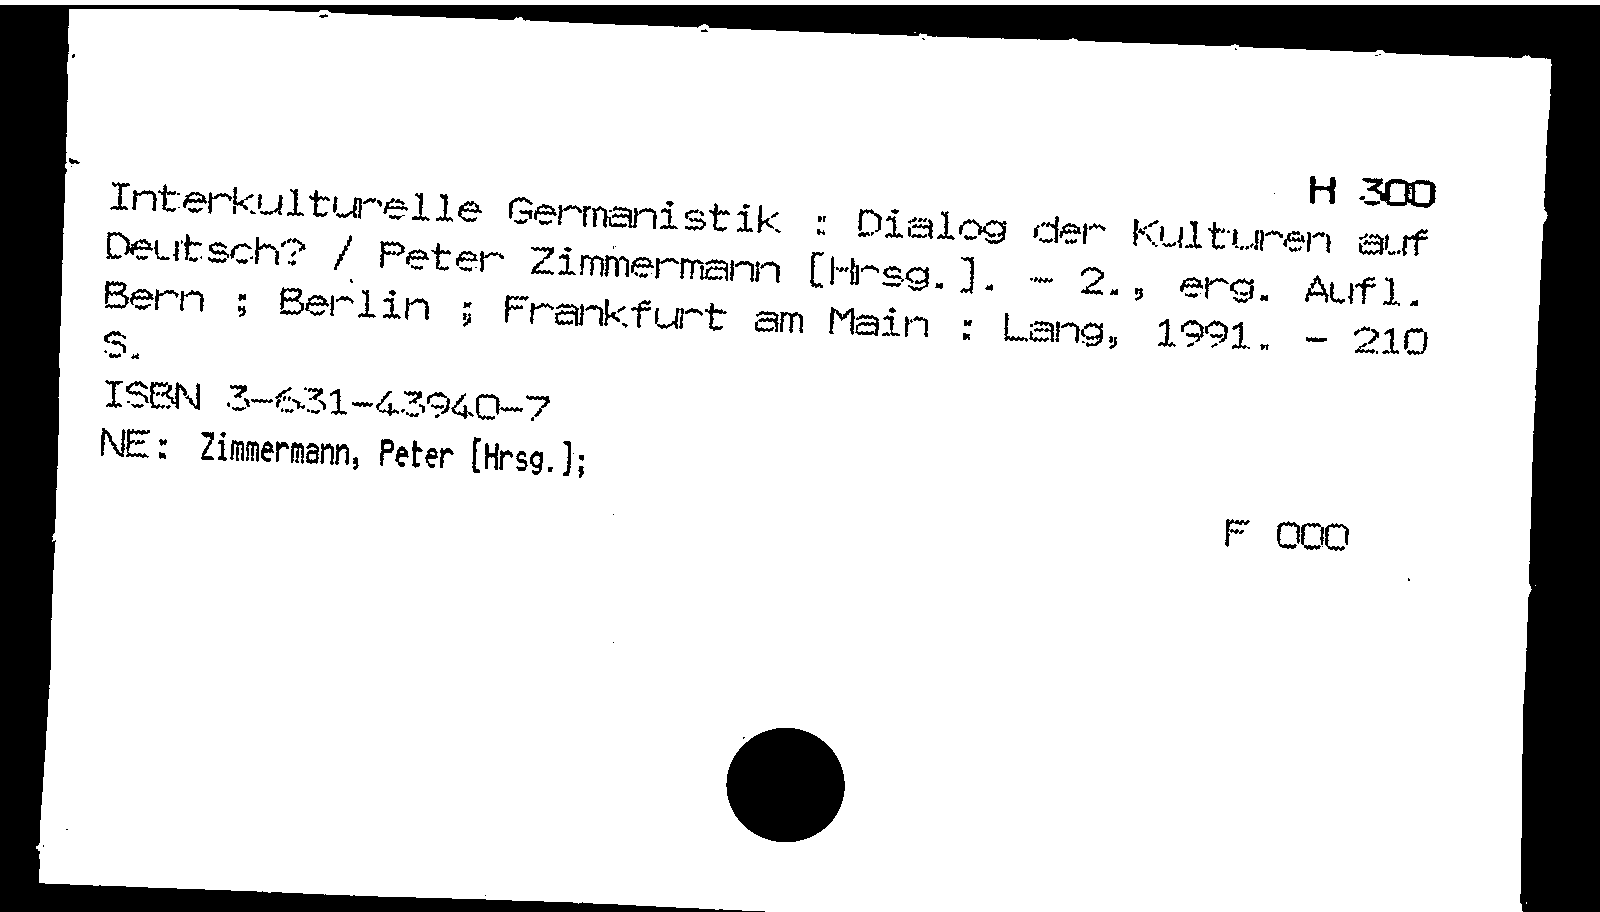 H 300
Interkulturelle Germanistik : Dialog der Kulturen auf
Deutsch? / Peter Zimmermann [Hrsg.]. - 2., erg. Aufl.
Bern ; Berlin ; Frankfurt am Main : Lang, 1991. - 210
S.
ISBN 3-631-43940-7
NE: Zimmermann, Peter [Hrsg.];
F 000